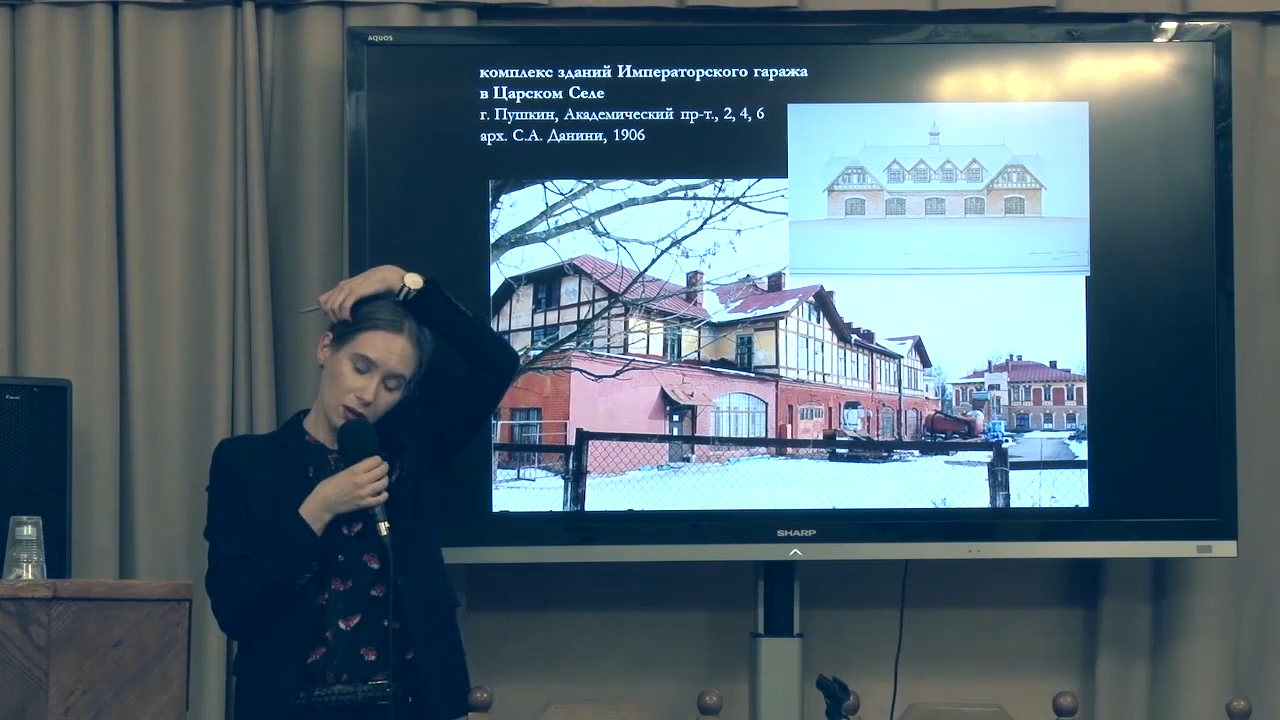 AQUOS
комплекс зданий Императорского гаража
в Царском Селе
г. Пушкин, Академический пр-т., 2, 4, 6
арх. С.А. Данини, 1906
SHARP